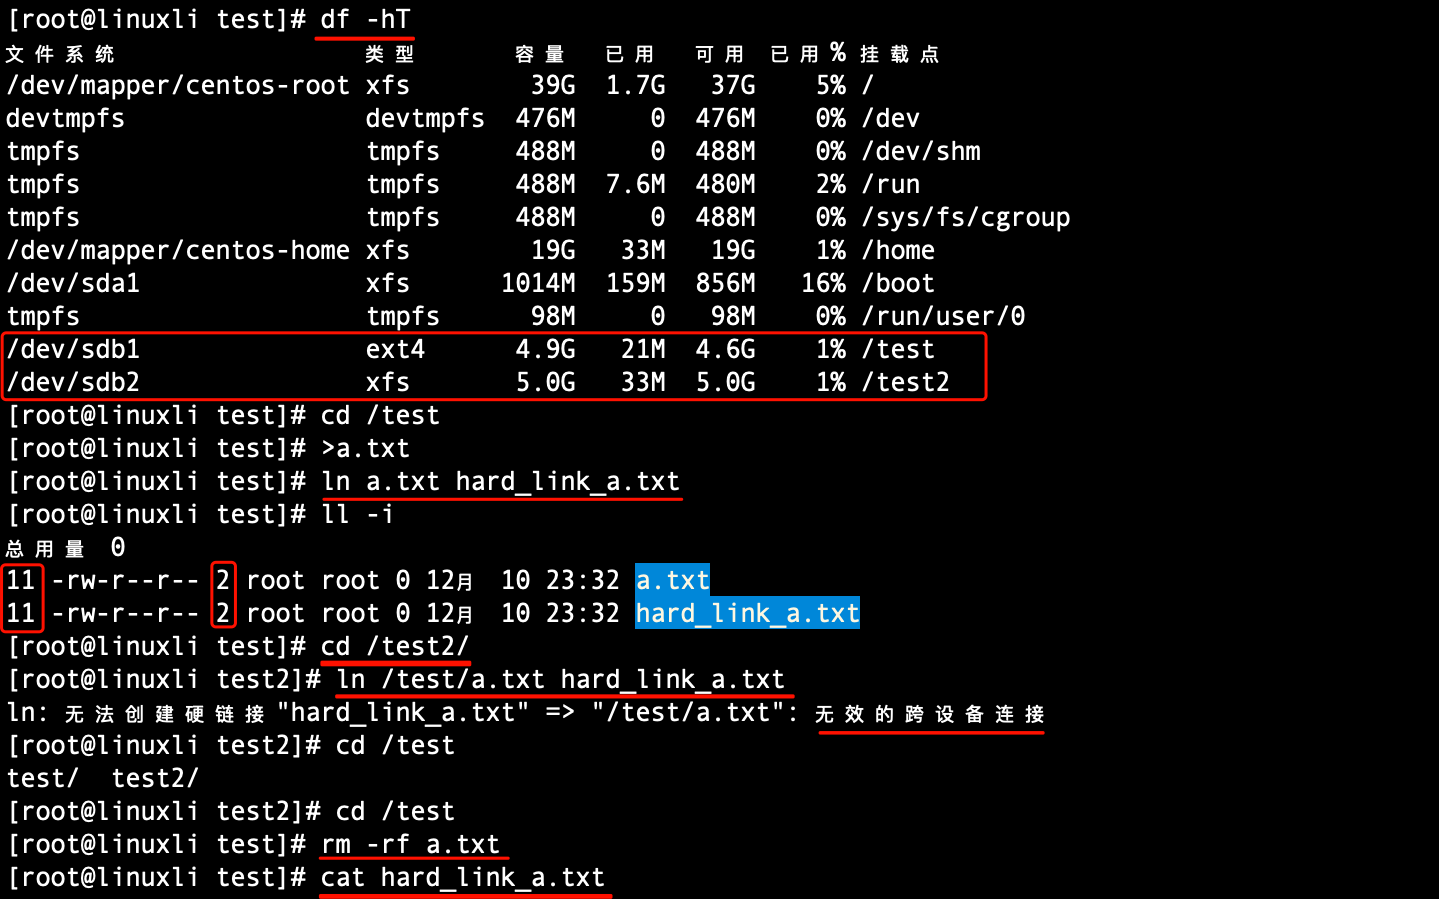 [root@linuxli test]# df -hT
文件系统 类型 容量 已用 可用 已用% 挂载点
/dev/mapper/centos-root xfs 39G 1.7G 37G 5% /
devtmpfs devtmpfs 476M 0 476M 0% /dev
tmpfs tmpfs 488M 0 488M 0% /dev/shm
tmpfs tmpfs 488M 7.6M 480M 2% /run
tmpfs tmpfs 488M 0 488M 0% /sys/fs/cgroup
/dev/mapper/centos-home xfs 19G 33M 19G 1% /home
/dev/sda1 xfs 1014M 159M 856M 16% /boot
tmpfs tmpfs 98M 0 98M 0% /run/user/0
/dev/sdb1 ext4 4.9G 21M 4.6G 1% /test
/dev/sdb2 xfs 5.0G 33M 5.0G 1% /test2
[root@linuxli test]# cd /test
[root@linuxli test]# >a.txt
[root@linuxli test]# ln a.txt hard_link_a.txt
[root@linuxli test]# ll -i
总用量 0
11 -rw-r--r-- 2 root root 0 12月 10 23:32 a.txt
11 -rw-r--r-- 2 root root 0 12月 10 23:32 hard_link_a.txt
[root@linuxli test]# cd /test2/
[root@linuxli test2]# ln /test/a.txt hard_link_a.txt
ln: 无法创建硬链接"hard_link_a.txt" => "/test/a.txt": 无效的跨设备连接
[root@linuxli test2]# cd /test
test/ test2/
[root@linuxli test2]# cd /test
[root@linuxli test]# rm -rf a.txt
[root@linuxli test]# cat hard_link_a.txt